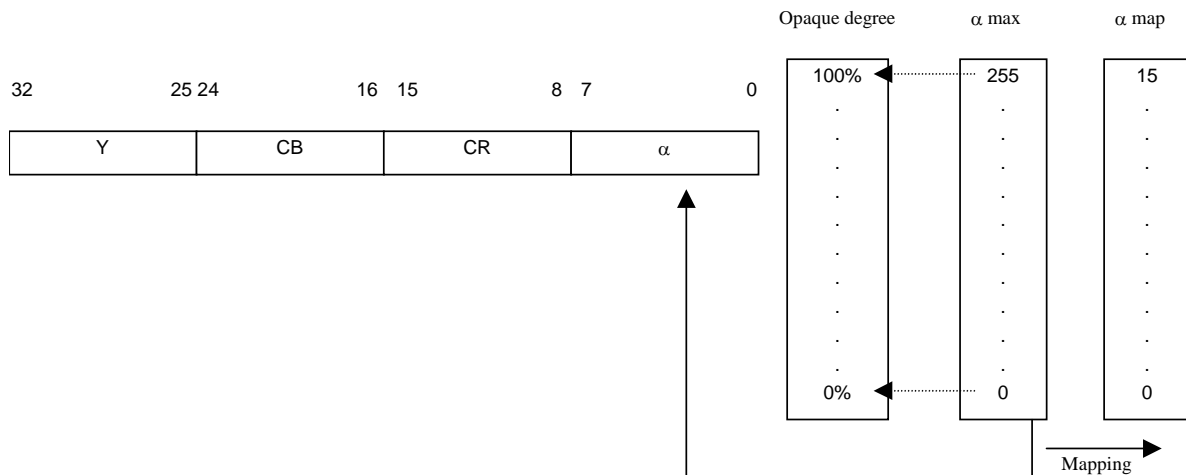 Opaque degree α max α map
32 25 24 16 15 8 7 0
Y CB CR α
100% 255 15
. . .
. . .
. . .
. . .
. . .
. . .
. . .
. . .
. . .
. . .
0% 0 0
Mapping